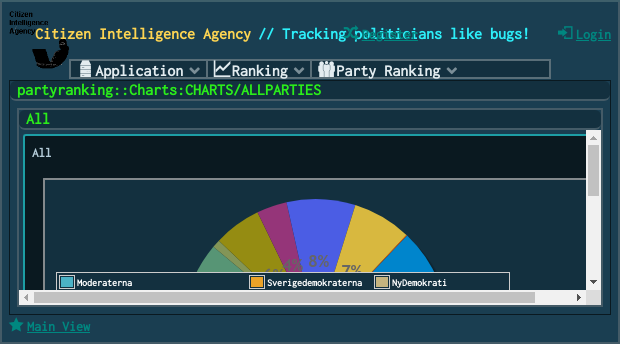 Citizen
Intelligence
Agency
Citizen Intelligence Agency // Tracking politicians like bugs!
Register
Login
Application
Ranking
Party Ranking
partyranking::Charts:CHARTS/ALLPARTIES
All
All
8%
7%
Moderaterna
Sverigedemokraterna
NyDemokrati
Main View